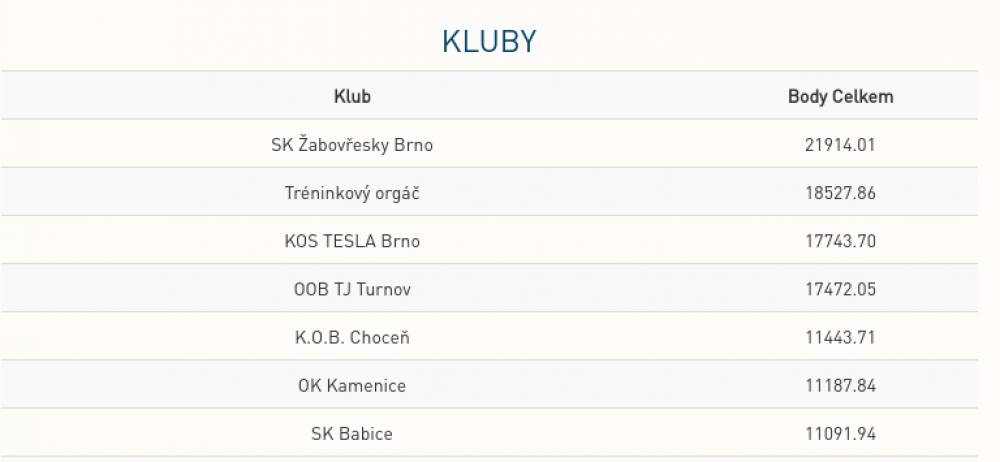 KLUBY
Klub Body Celkem
SK Žabovřesky Brno 21914.01
Tréninkový orgáč 18527.86
KOS TESLA Brno 17743.70
OOB TJ Turnov 17472.05
K.O.B. Choceň 11443.71
OK Kamenice 11187.84
SK Babice 11091.94